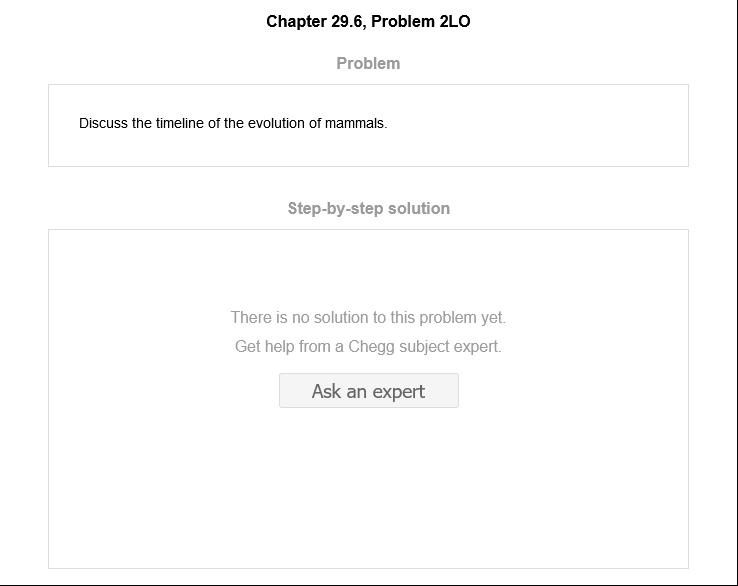 Chapter 29.6, Problem 2LO
Problem
Discuss the timeline of the evolution of mammals.
Step-by-step solution
There is no solution to this problem yet.
Get help from a Chegg subject expert.
Ask an expert